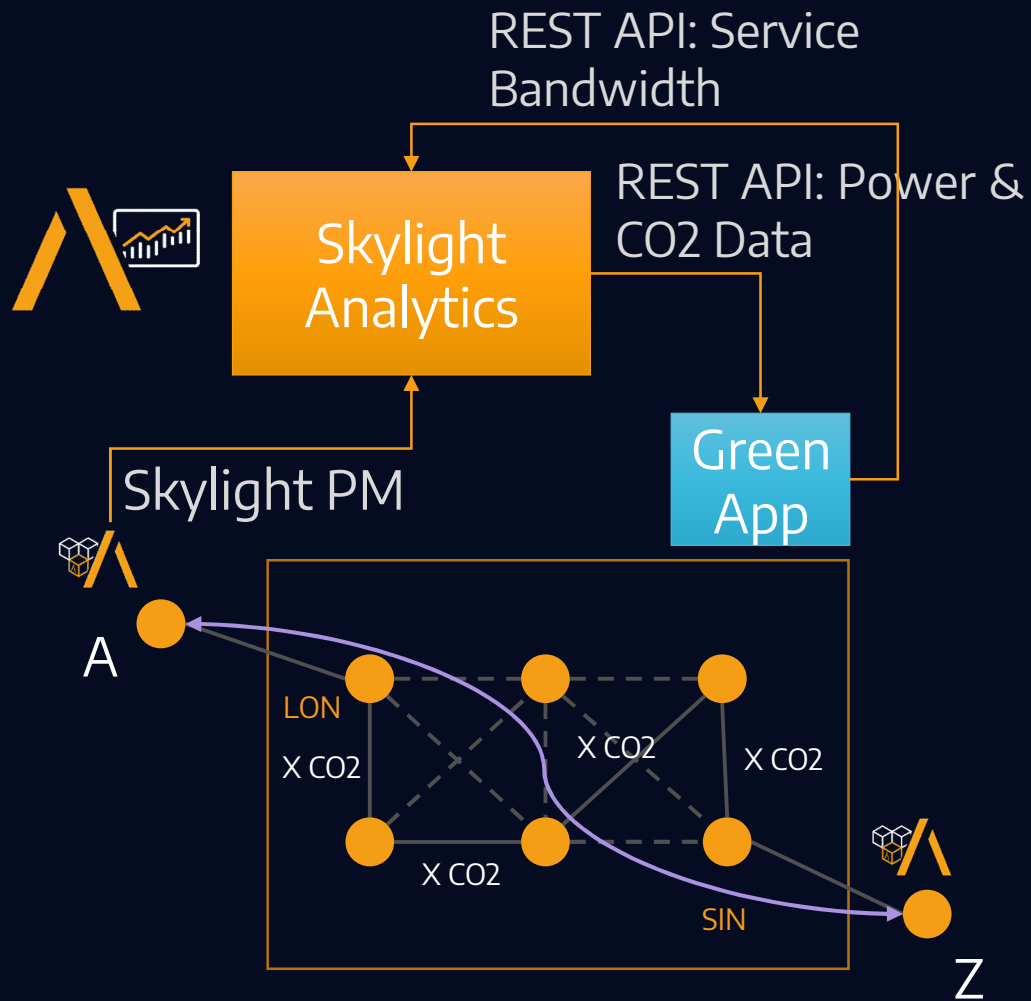 REST API: Service
Bandwidth
REST API: Power &
CO2 Data
Skylight
Analytics
Green
App
Skylight PM
A
LON
X CO2
X CO2
X CO2
X CO2
SIN
Z